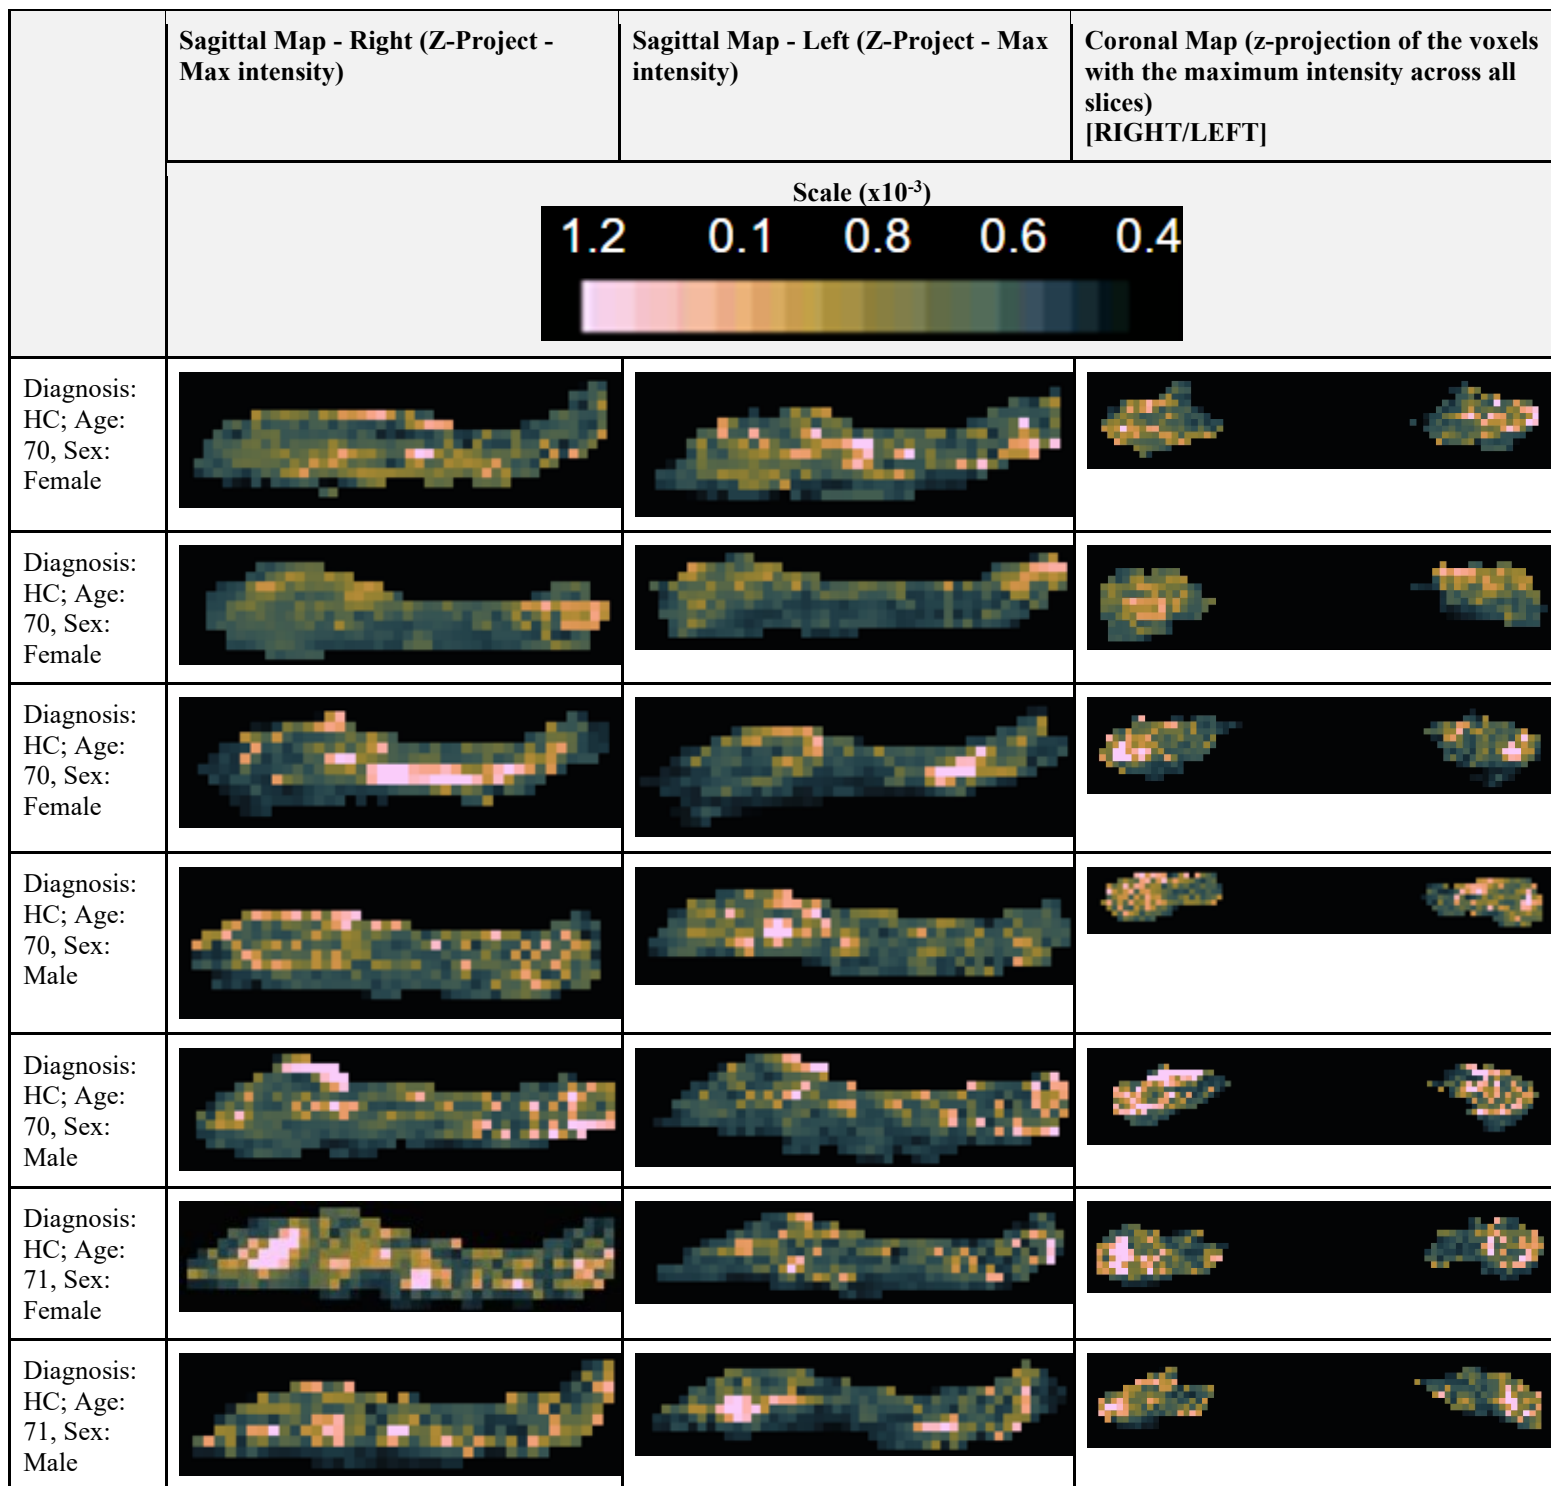 Sagittal Map - Right (Z-Project -
Max intensity)
Sagittal Map - Left (Z-Project - Max
intensity)
Coronal Map (z-projection of the voxels
with the maximum intensity across all
slices)
[RIGHT/LEFT]
Scale (x10-3)
1.2 0.1 0.8 0.6 0.4
Diagnosis:
HC; Age:
70, Sex:
Female
Diagnosis:
HC; Age:
70, Sex:
Female
Diagnosis:
HC; Age:
70, Sex:
Female
Diagnosis:
HC; Age:
70, Sex:
Male
Diagnosis:
HC; Age:
70, Sex:
Male
Diagnosis:
HC; Age:
71, Sex:
Female
Diagnosis:
HC; Age:
71, Sex:
Male